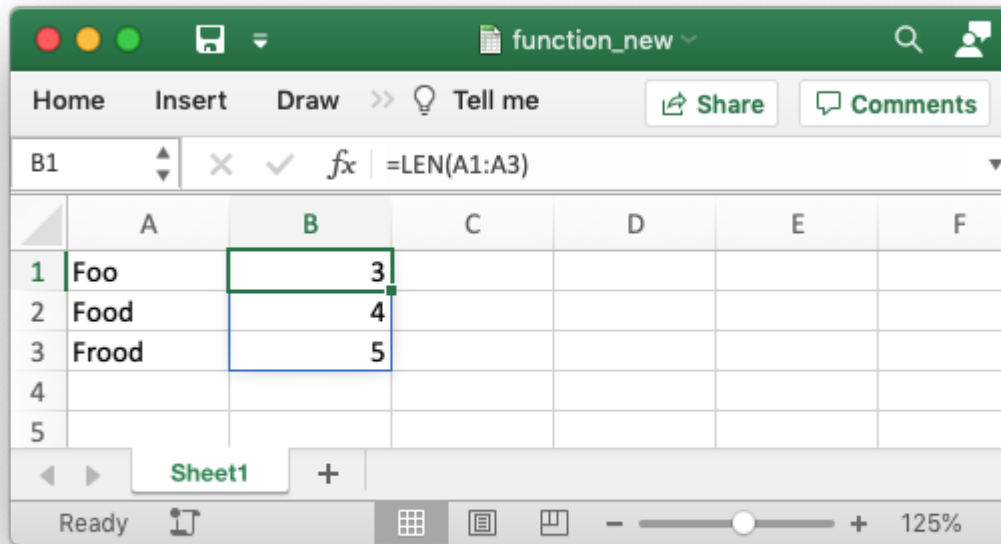 function_new
Home Insert Draw Tell me Share Comments
B1 fx =LEN(A1:A3)
A B C D E F
1 Foo 3
2 Food 4
3 Frood 5
4
5
Sheet1 +
Ready 125%